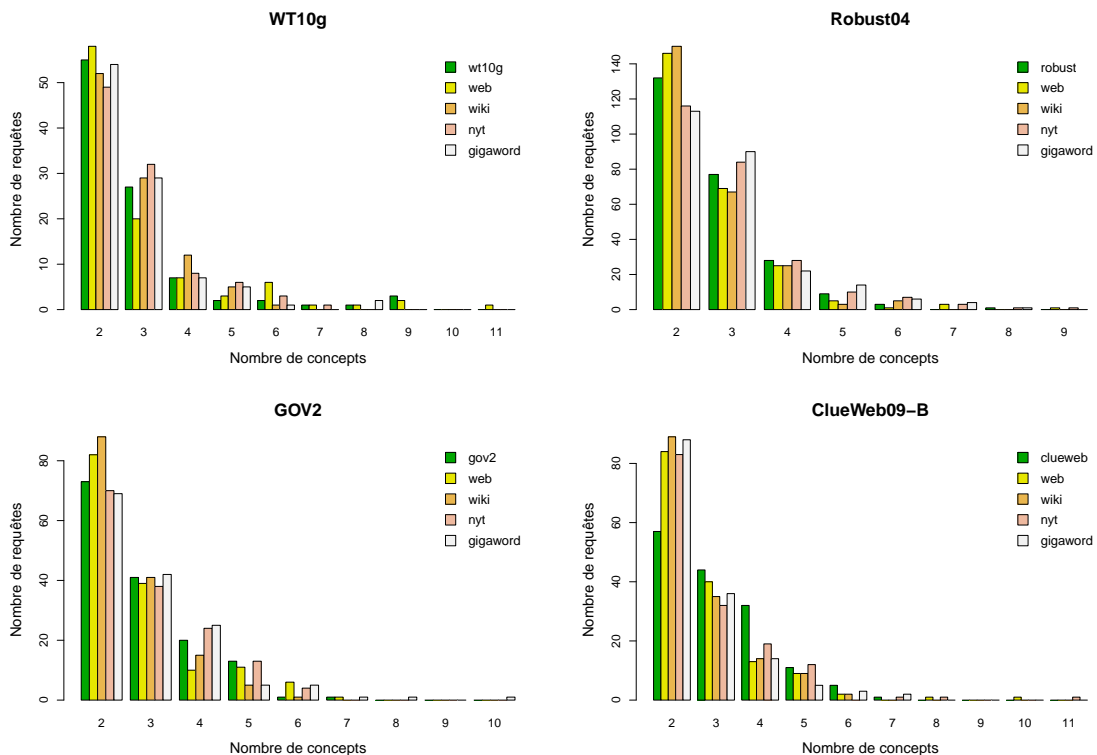 WT10g
Nombre de requêtes
0
10
20
30
40
50
wt10g
web
wiki
nyt
gigaword
2 3 4 5 6 7 8 9 10 11
Nombre de concepts
Robust04
Nombre de requêtes
0
20
40
60
80
100
120
140
robust
web
wiki
nyt
gigaword
2 3 4 5 6 7 8 9
Nombre de concepts
GOV2
Nombre de requêtes
0
20
40
60
80
gov2
web
wiki
nyt
gigaword
2 3 4 5 6 7 8 9 10
Nombre de concepts
ClueWeb09−B
Nombre de requêtes
0
20
40
60
80
clueweb
web
wiki
nyt
gigaword
2 3 4 5 6 7 8 9 10 11
Nombre de concepts